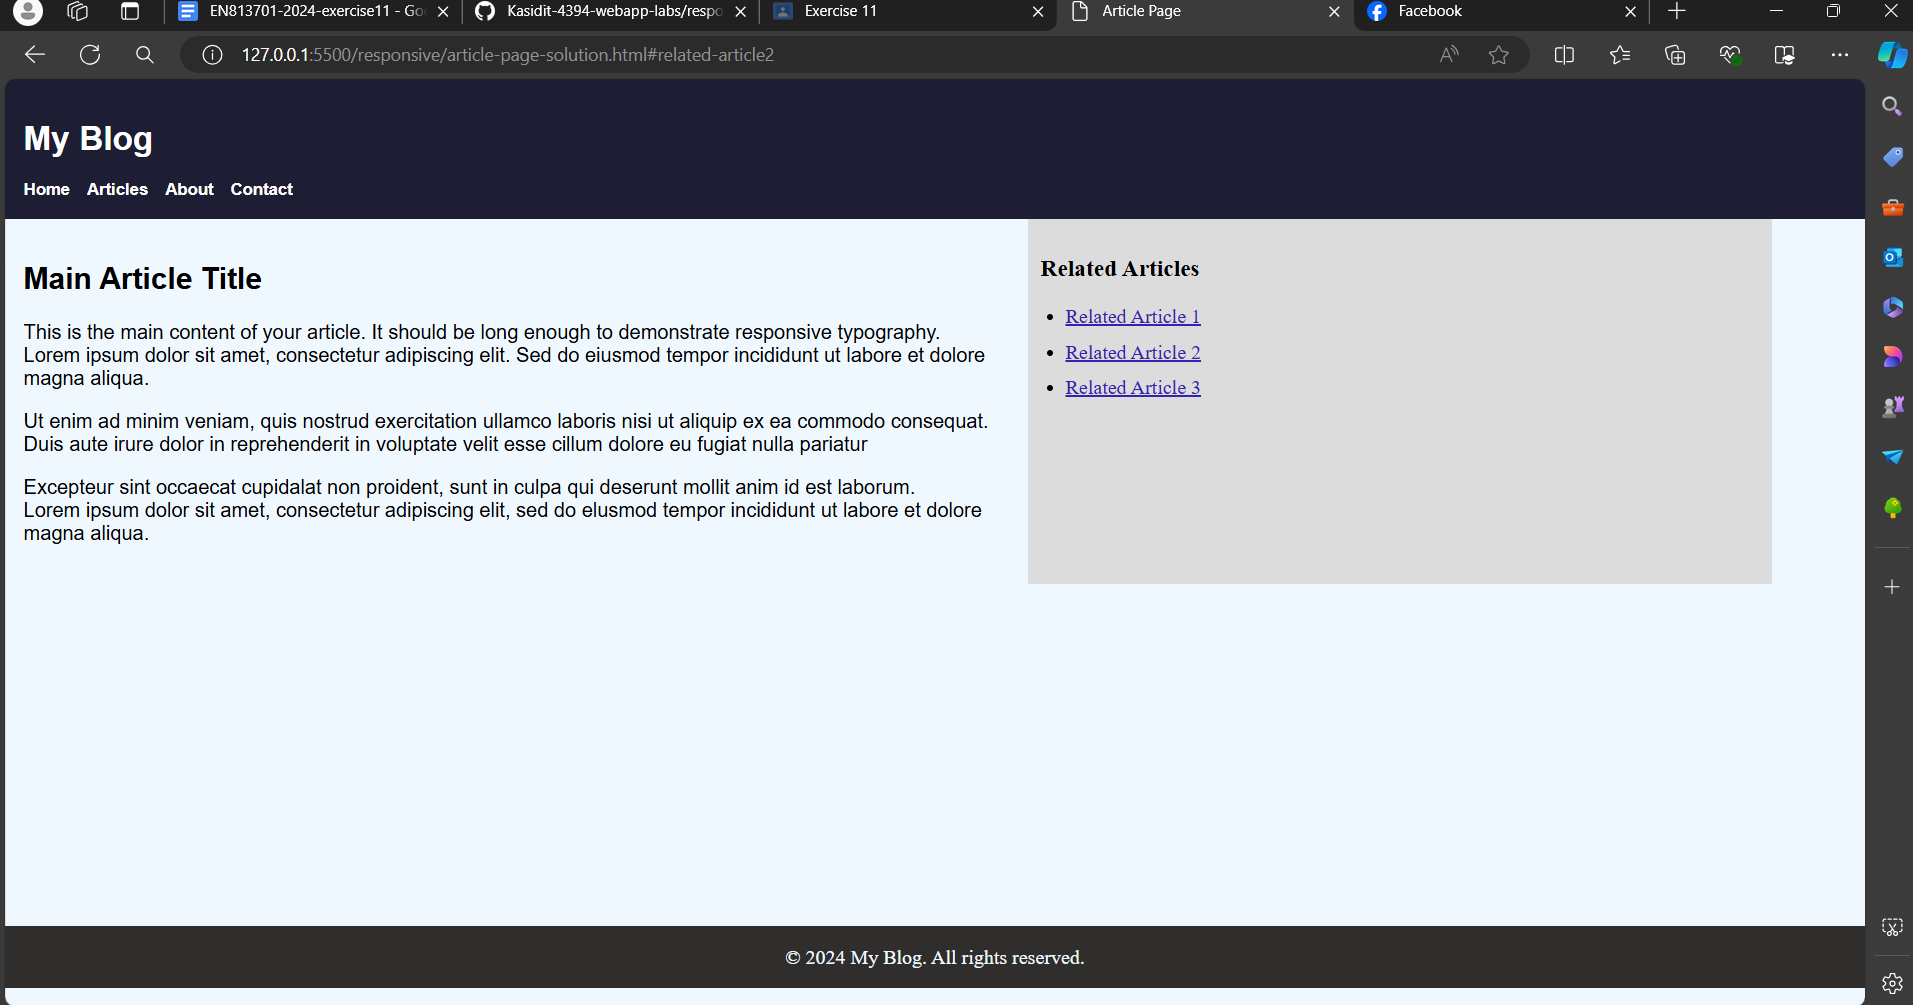 EN813701-2024-exercise11 - Go
Kasidit-4394-webapp-labs/respo
Exercise 11
Article Page
Facebook
127.0.0.1:5500/responsive/article-page-solution.html#related-article2
My Blog
Home Articles About Contact
Main Article Title
This is the main content of your article. It should be long enough to demonstrate responsive typography.
Lorem ipsum dolor sit amet, consectetur adipiscing elit. Sed do eiusmod tempor incididunt ut labore et dolore
magna aliqua.
Ut enim ad minim veniam, quis nostrud exercitation ullamco laboris nisi ut aliquip ex ea commodo consequat.
Duis aute irure dolor in reprehenderit in voluptate velit esse cillum dolore eu fugiat nulla pariatur
Excepteur sint occaecat cupidalat non proident, sunt in culpa qui deserunt mollit anim id est laborum.
Lorem ipsum dolor sit amet, consectetur adipiscing elit, sed do elusmod tempor incididunt ut labore et dolore
magna aliqua.
Related Articles
Related Article 1
Related Article 2
Related Article 3
© 2024 My Blog. All rights reserved.